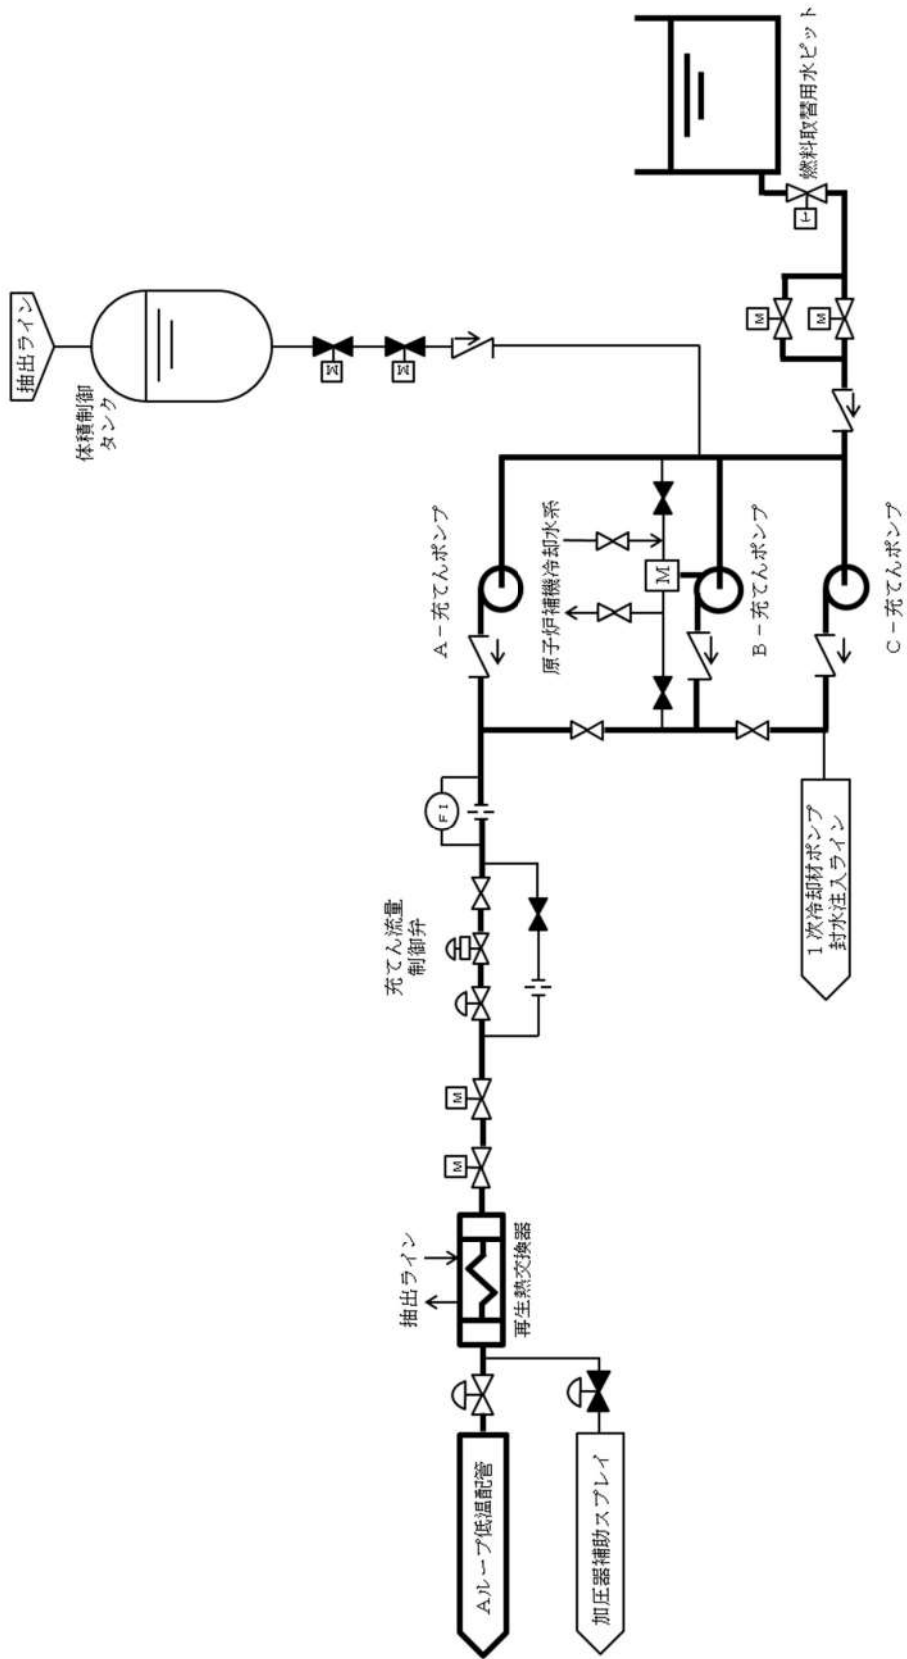 抽出ライン
体積制御
タンク
燃料取替用水ピット
M
M
M
M
A－充てんポンプ
原子炉補機冷却水系
M
B－充てんポンプ
C－充てんポンプ
FI
充てん流量
制御弁
1次冷却材ポンプ
封水注入ライン
M
M
抽出ライン
再生熱交換器
Aループ低温配管
加圧器補助スプレイ